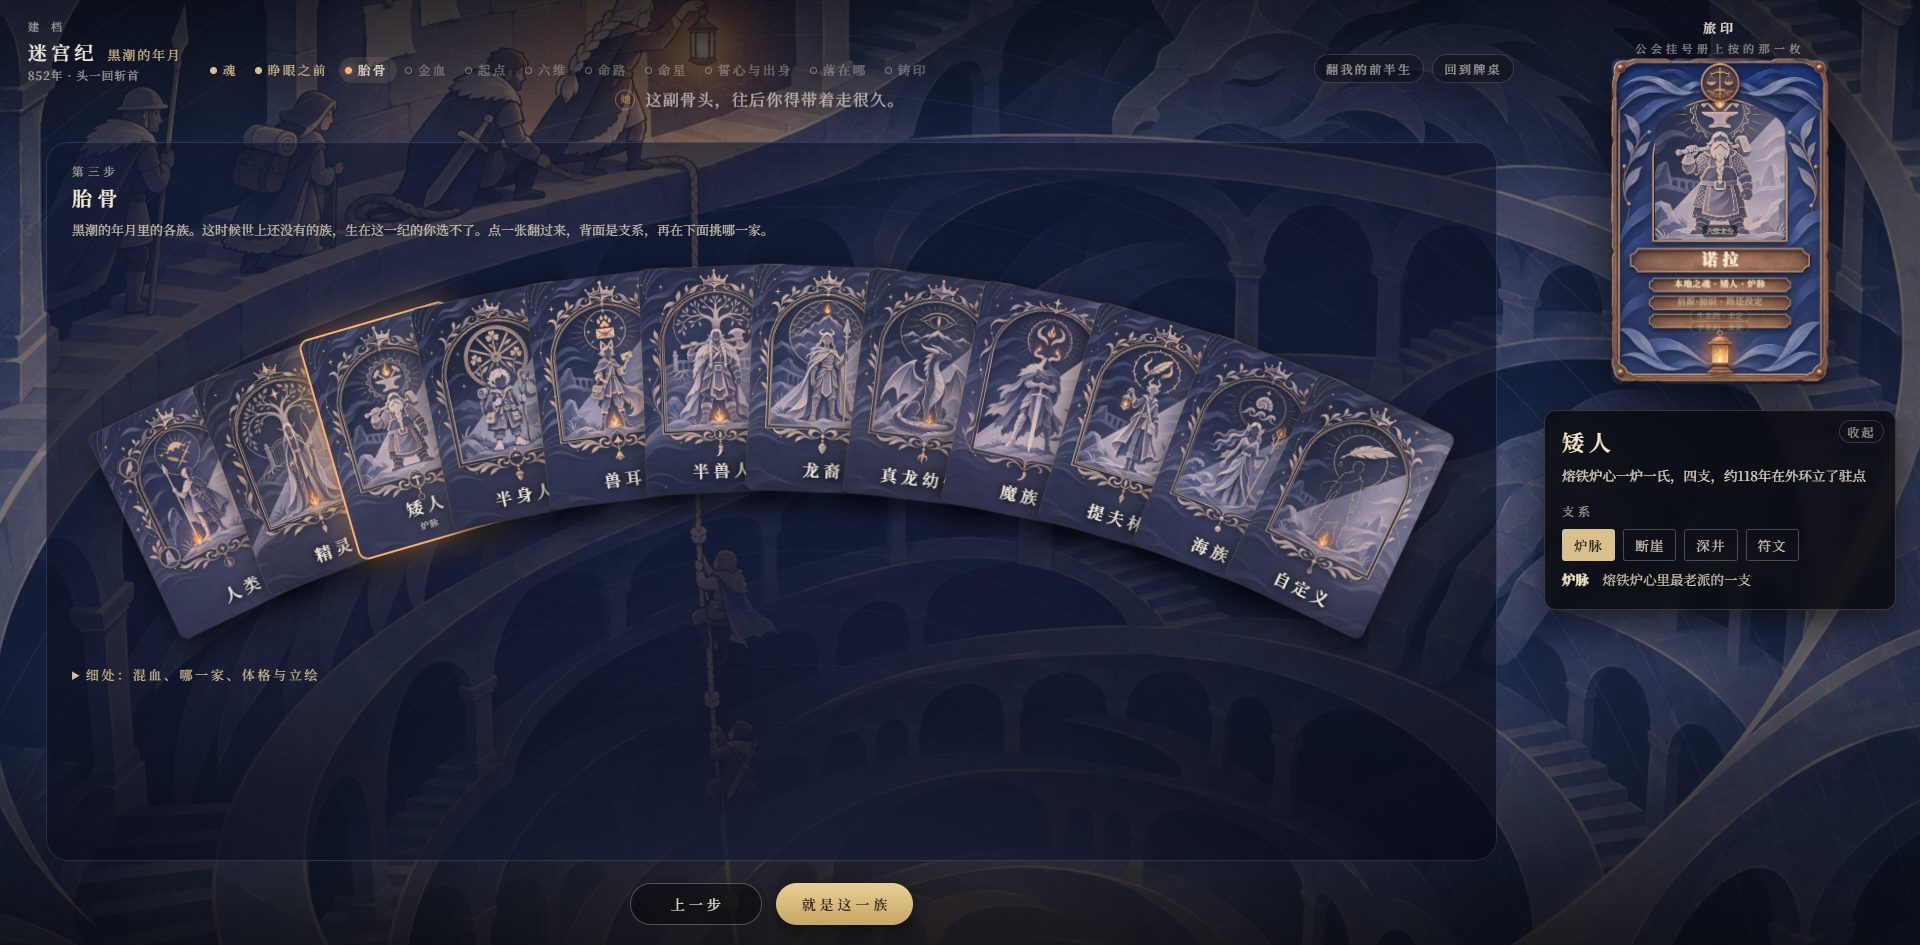 建 档
迷宫纪 黑潮的年月
852年 · 头一回斩首
魂 睁眼之前 胎骨 金血 起点 六维 命路 命星 誓心与出身 落在哪 铸印
她 这副骨头，往后你得带着走很久。
翻我的前半生 回到牌桌
旅印
公会挂号册上按的那一枚
六维未分
诺拉
本地之魂 · 矮人 · 炉脉
第三步
胎骨
黑潮的年月里的各族。这时候世上还没有的族，生在这一纪的你选不了。点一张翻过来，背面是支系，再在下面挑哪一家。
人类
精灵
矮人
炉脉
半身人
兽耳
半兽人
龙裔
真龙幼
魔族
提夫林
海族
自定义
矮人 收起
熔铁炉心一炉一氏，四支，约118年在外环立了驻点
支系
炉脉 断崖 深井 符文
炉脉 熔铁炉心里最老派的一支
▶ 细处：混血、哪一家、体格与立绘
上一步 就是这一族